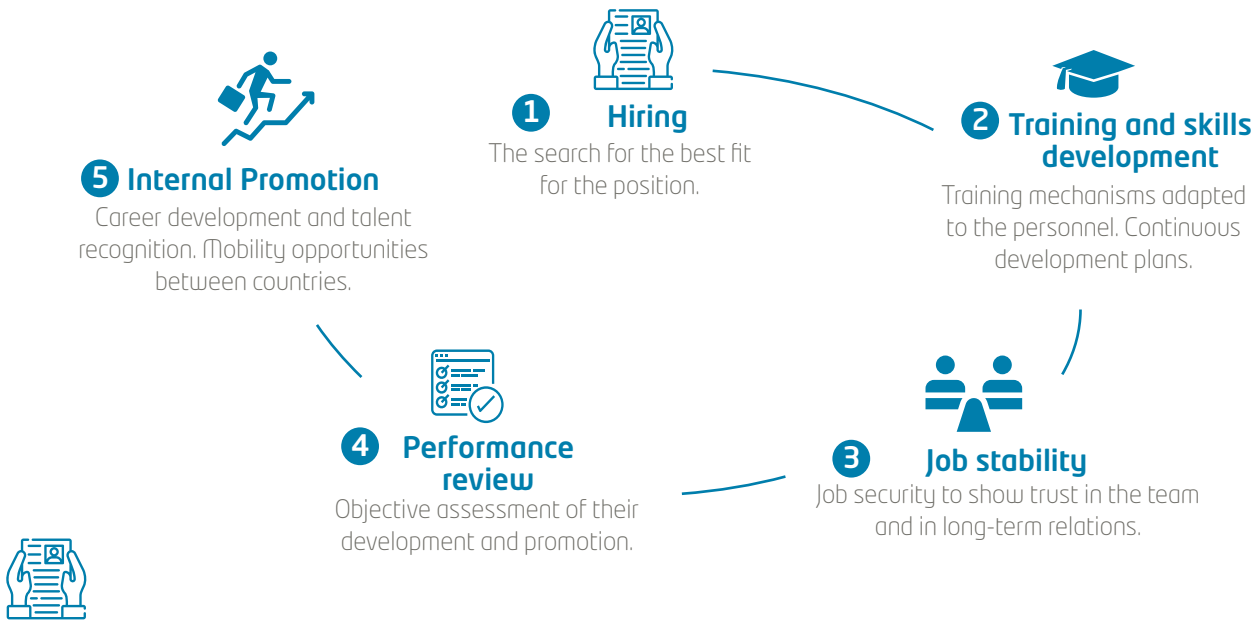 1 Hiring
The search for the best fit
for the position.
2 Training and skills
development
Training mechanisms adapted
to the personnel. Continuous
development plans.
3 Job stability
Job security to show trust in the team
and in long-term relations.
4 Performance
review
Objective assessment of their
development and promotion.
5 Internal Promotion
Career development and talent
recognition. Mobility opportunities
between countries.